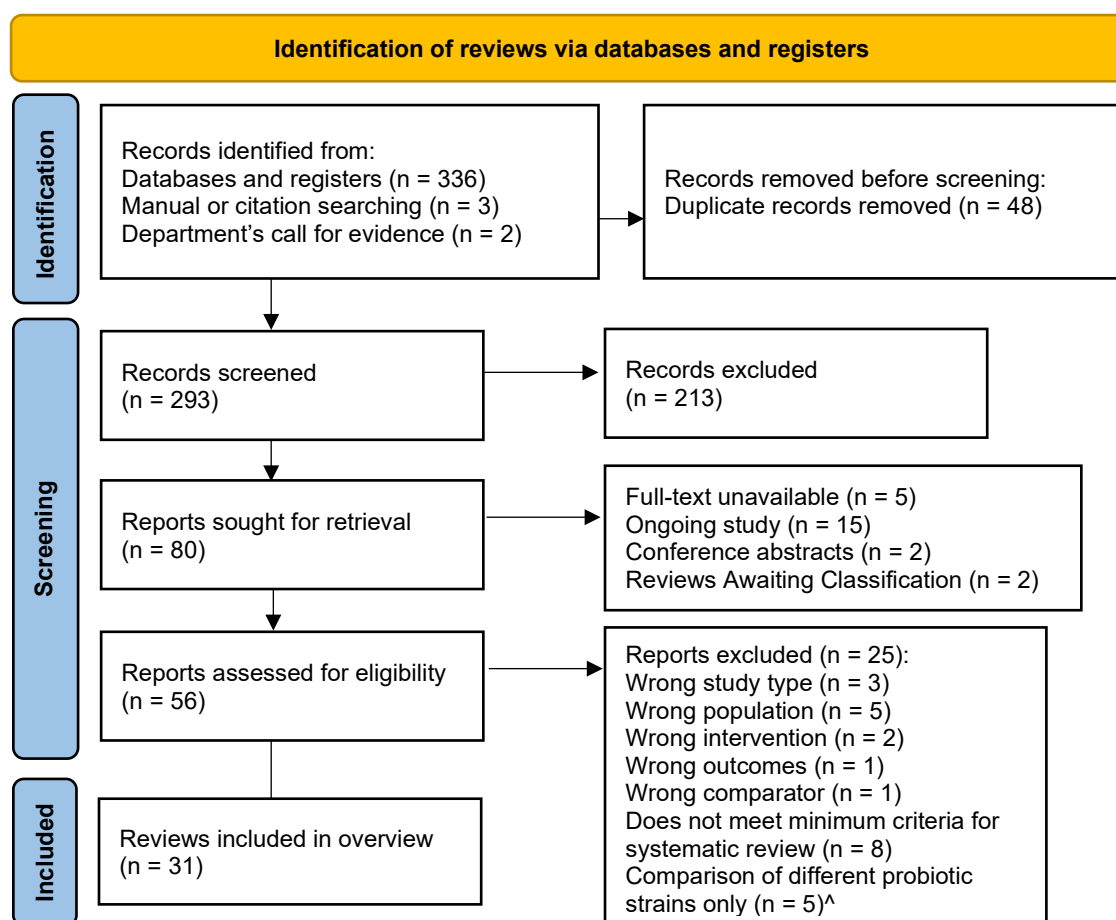 Identification of reviews via databases and registers
Identification
Records identified from:
Databases and registers (n = 336)
Manual or citation searching (n = 3)
Department's call for evidence (n = 2)
Records removed before screening:
Duplicate records removed (n = 48)
Screening
Records screened
(n = 293)
Records excluded
(n = 213)
Reports sought for retrieval
(n = 80)
Full-text unavailable (n = 5)
Ongoing study (n = 15)
Conference abstracts (n = 2)
Reviews Awaiting Classification (n = 2)
Reports assessed for eligibility
(n = 56)
Reports excluded (n = 25):
Wrong study type (n = 3)
Wrong population (n = 5)
Wrong intervention (n = 2)
Wrong outcomes (n = 1)
Wrong comparator (n = 1)
Does not meet minimum criteria for
systematic review (n = 8)
Comparison of different probiotic
strains only (n = 5)^
Included
Reviews included in overview
(n = 31)